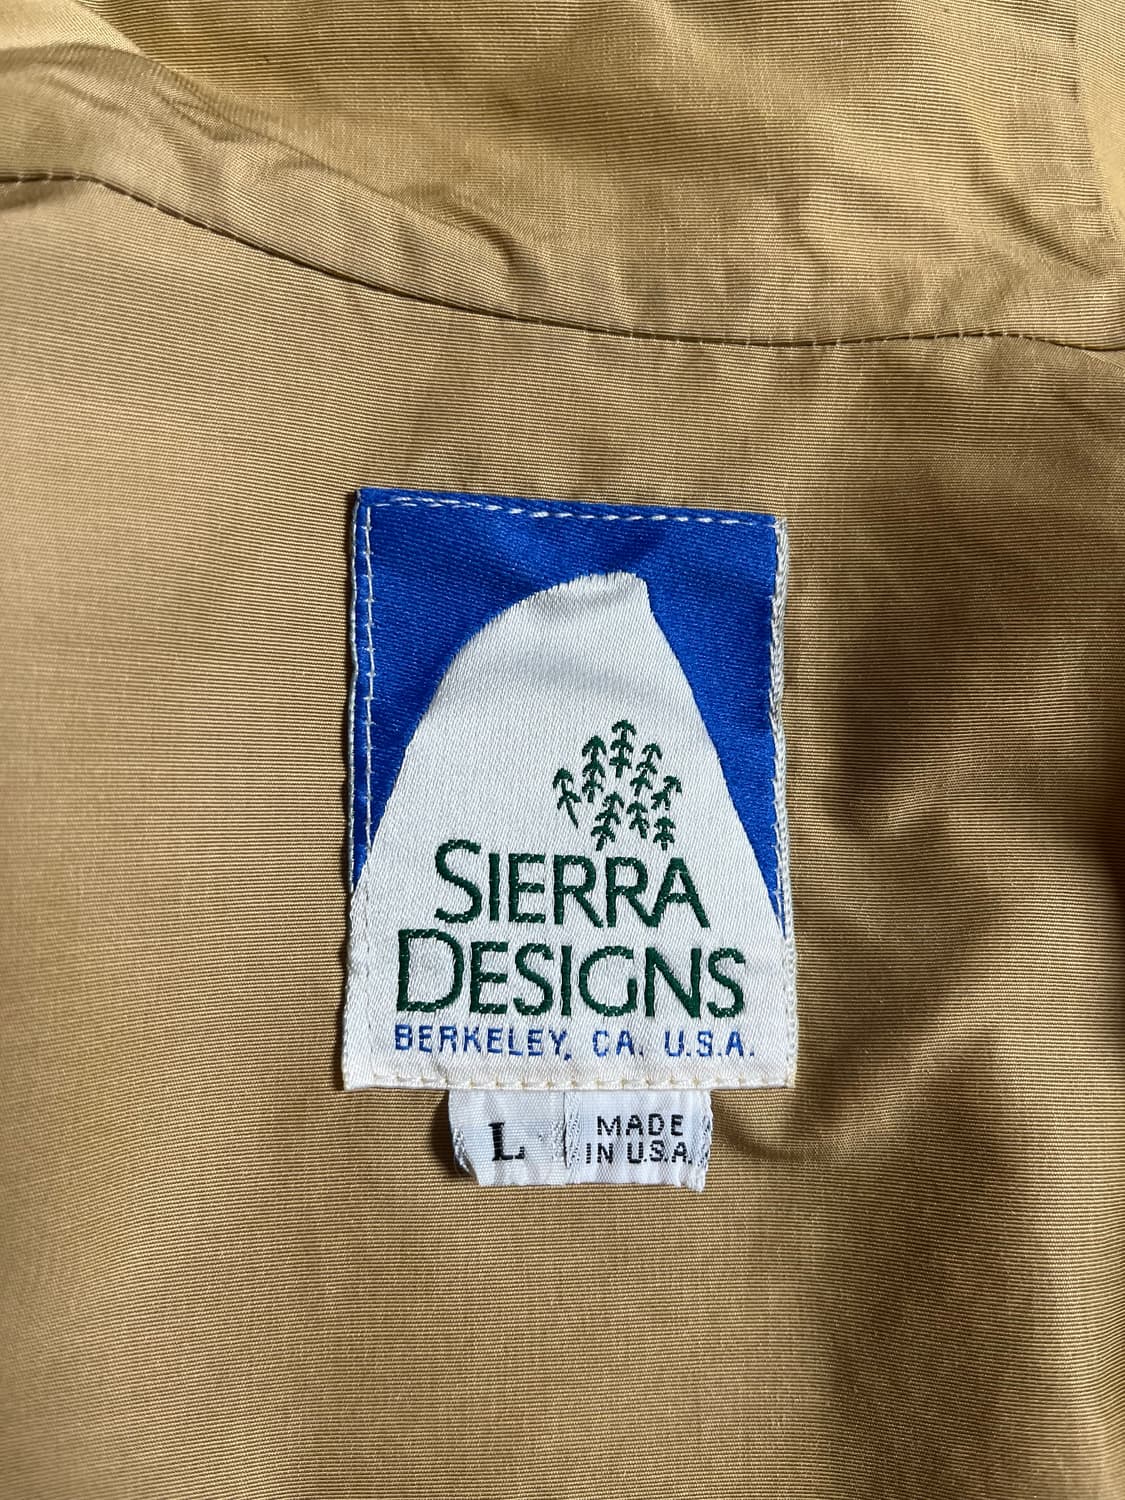 SIERRA
DESIGNS
BERKELEY, CA. U.S.A.
L
MADE
IN U.S.A.